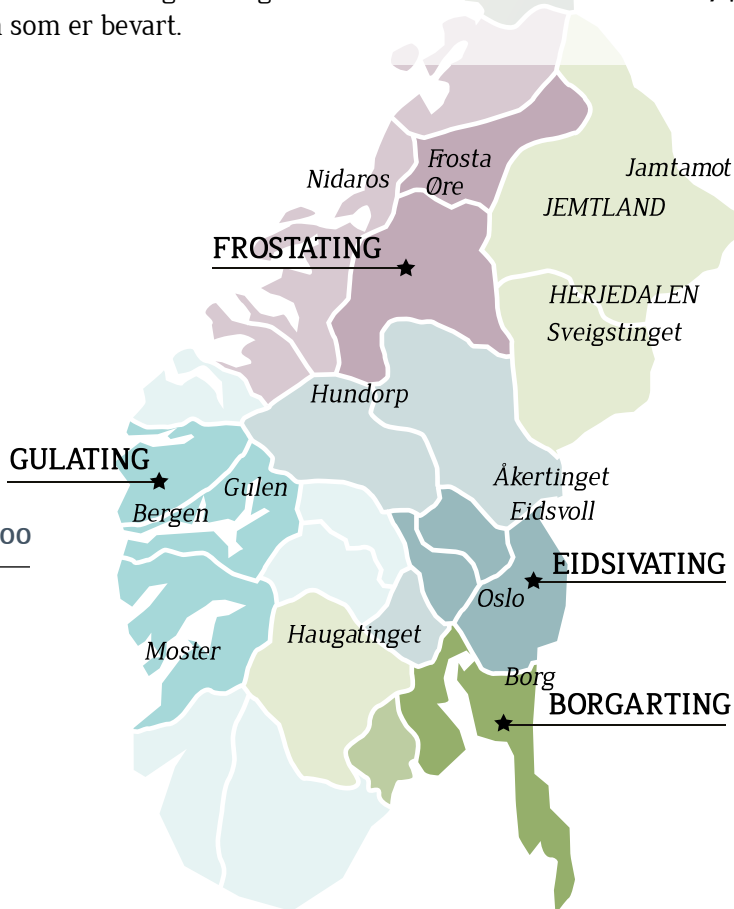 som er bevart.
Frosta
Øre
Nidaros
Jamtamot
JEMTLAND
FROSTATING
HERJEDALEN
Sveigstinget
Hundorp
GULATING
Gulen
Bergen
Åkertinget
Eidsvoll
EIDSIVATING
Oslo
Haugatinget
Moster
Borg
BORGARTING